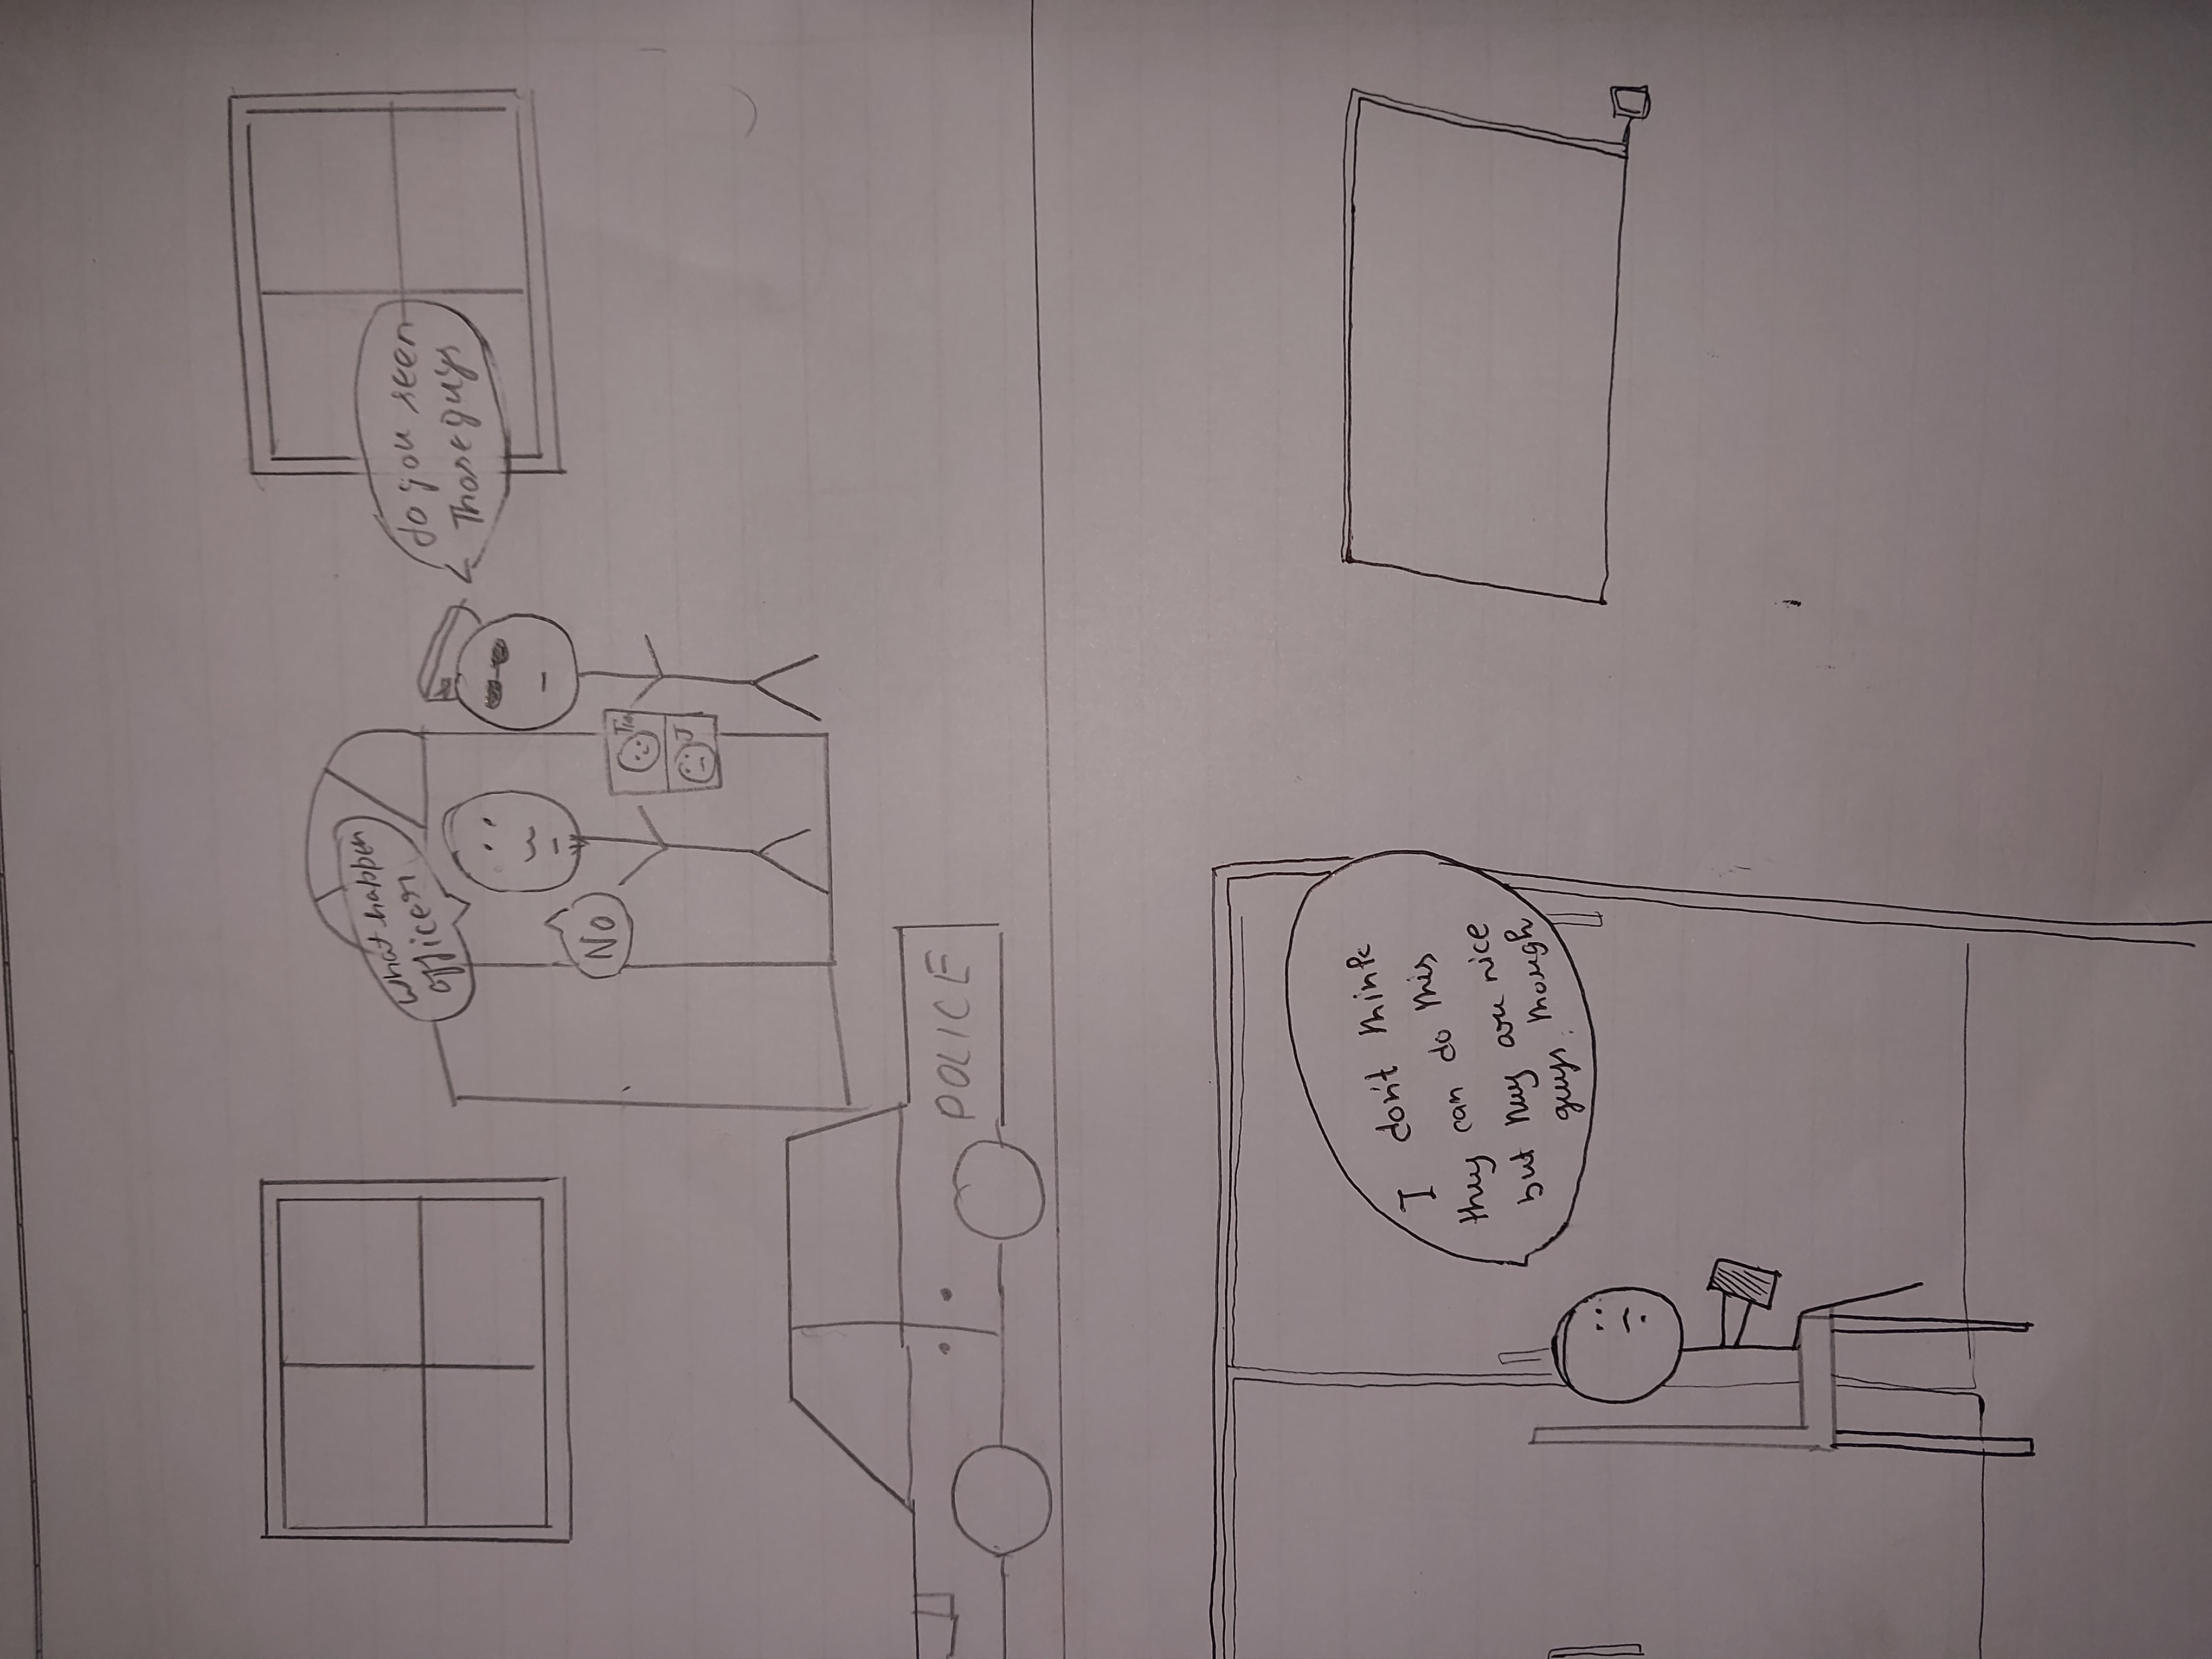 What happen
officer
do you seen
Those guys
No
Tim
J
POLICE
I don't think
they can do this
but they are nice
guys though